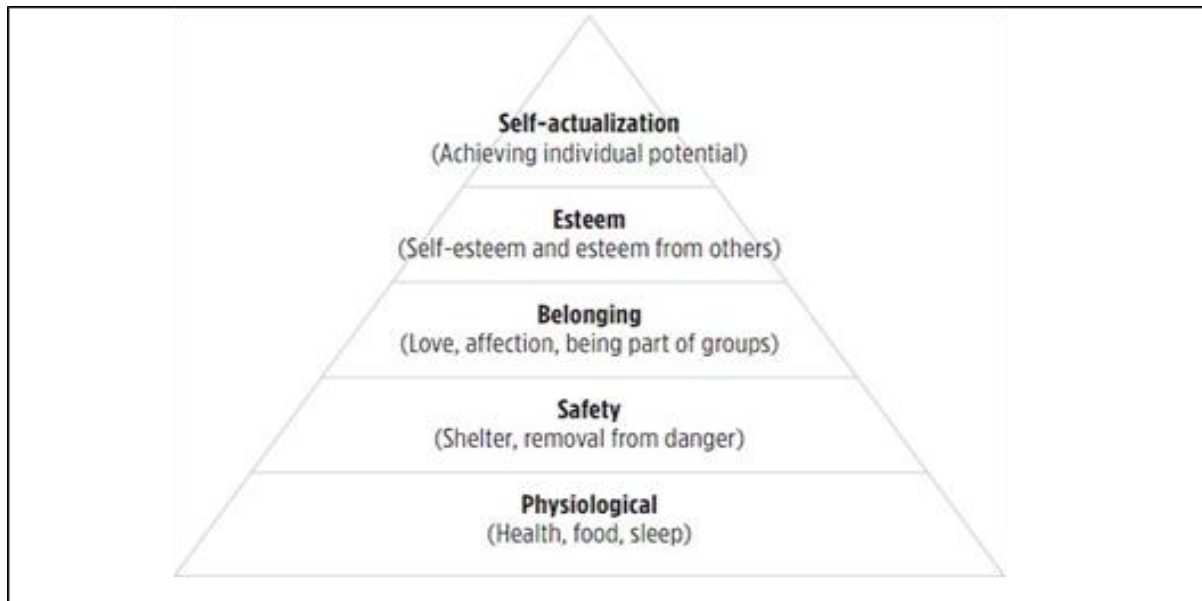 Self-actualization
(Achieving individual potential)
Esteem
(Self-esteem and esteem from others)
Belonging
(Love, affection, being part of groups)
Safety
(Shelter, removal from danger)
Physiological
(Health, food, sleep)